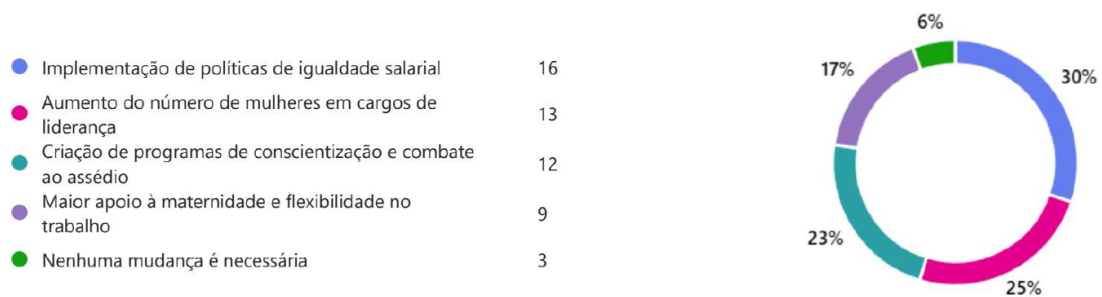 Implementação de políticas de igualdade salarial 16
Aumento do número de mulheres em cargos de
liderança 13
Criação de programas de conscientização e combate
ao assédio 12
Maior apoio à maternidade e flexibilidade no
trabalho 9
Nenhuma mudança é necessária 3
6%
17%
30%
23%
25%